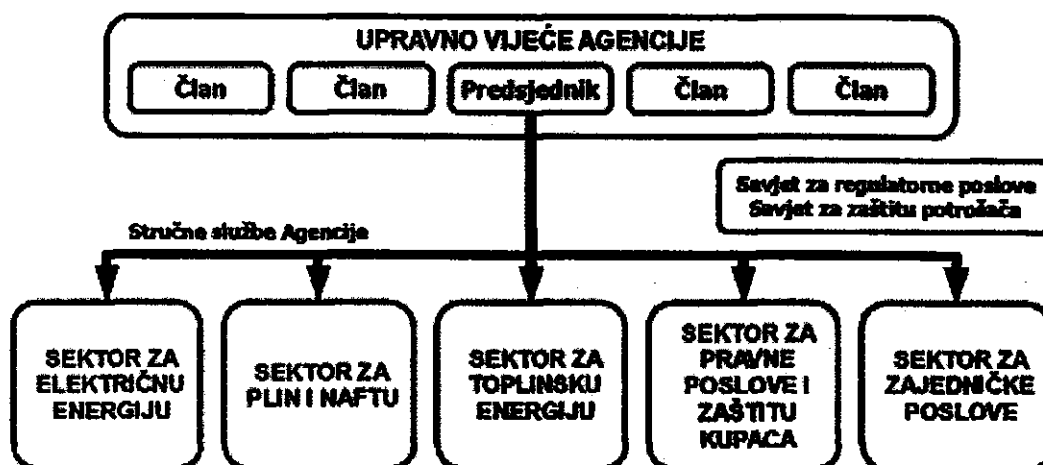 UPRAVNO VIJEĆE AGENCIJE
Član
Član
Predsjednik
Član
Član
Savjet za regulatorne poslove
Savjet za zaštitu potrošača
Stručne službe Agencije
SEKTOR ZA
ELEKTRIČNU
ENERGIJU
SEKTOR ZA
PLIN I NAFTU
SEKTOR ZA
TOPLINSKU
ENERGIJU
SEKTOR ZA
PRAVNE
POSLOVE I
ZAŠTITU
KUPACA
SEKTOR ZA
ZAJEDNIČKE
POSLOVE